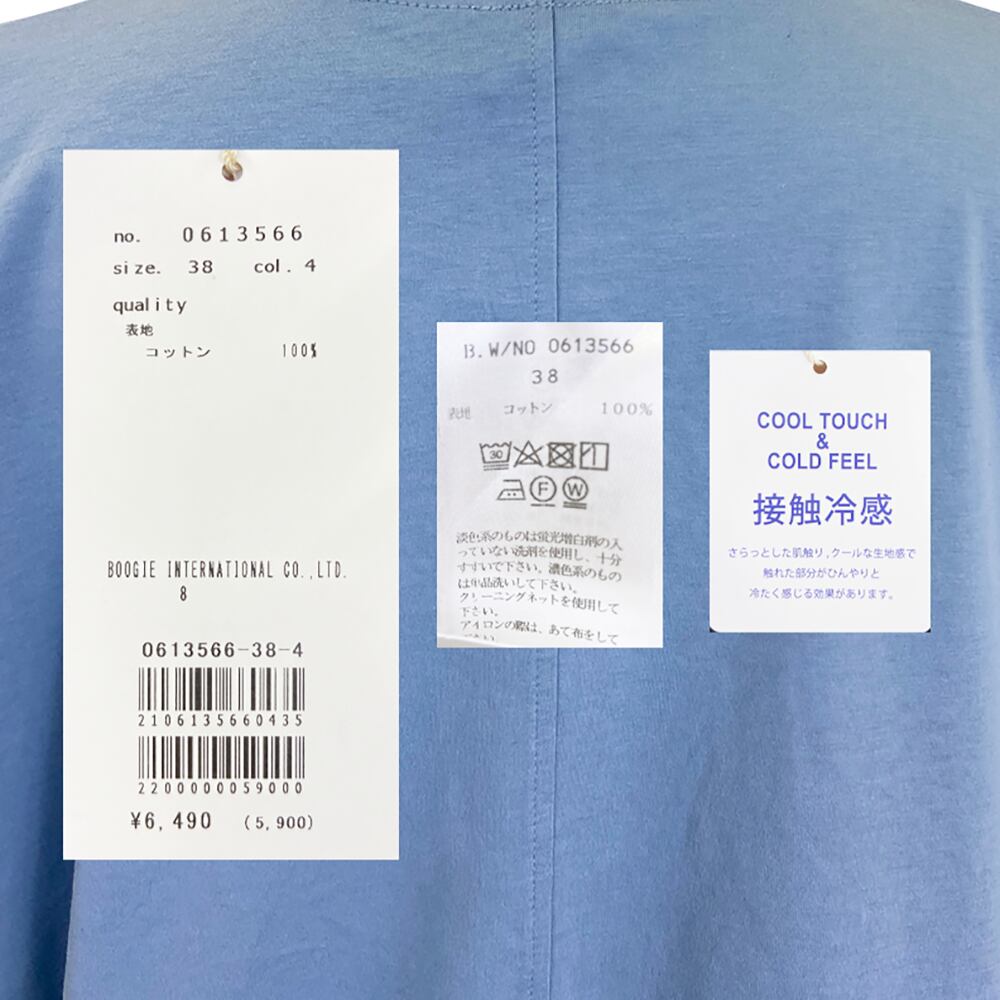 no. 0613566
size. 38 col. 4
quality
表地
コットン 100%
BOOGIE INTERNATIONAL CO.,LTD.
8
0613566-38-4
2106135660435
2200000059000
¥6,490 (5,900)
B.W/NO 0613566
38
表地 コットン 100%
30
F W
淡色系のものは蛍光増白剤の入
っていない洗剤を使用し、十分
すすいで下さい。濃色系のもの
は単品洗いして下さい。
クリーニングネットを使用して
下さい。
アイロンの際は、あて布をして
下さい。
COOL TOUCH
&
COLD FEEL
接触冷感
さらっとした肌触り,クールな生地感で
触れた部分がひんやりと
冷たく感じる効果があります。